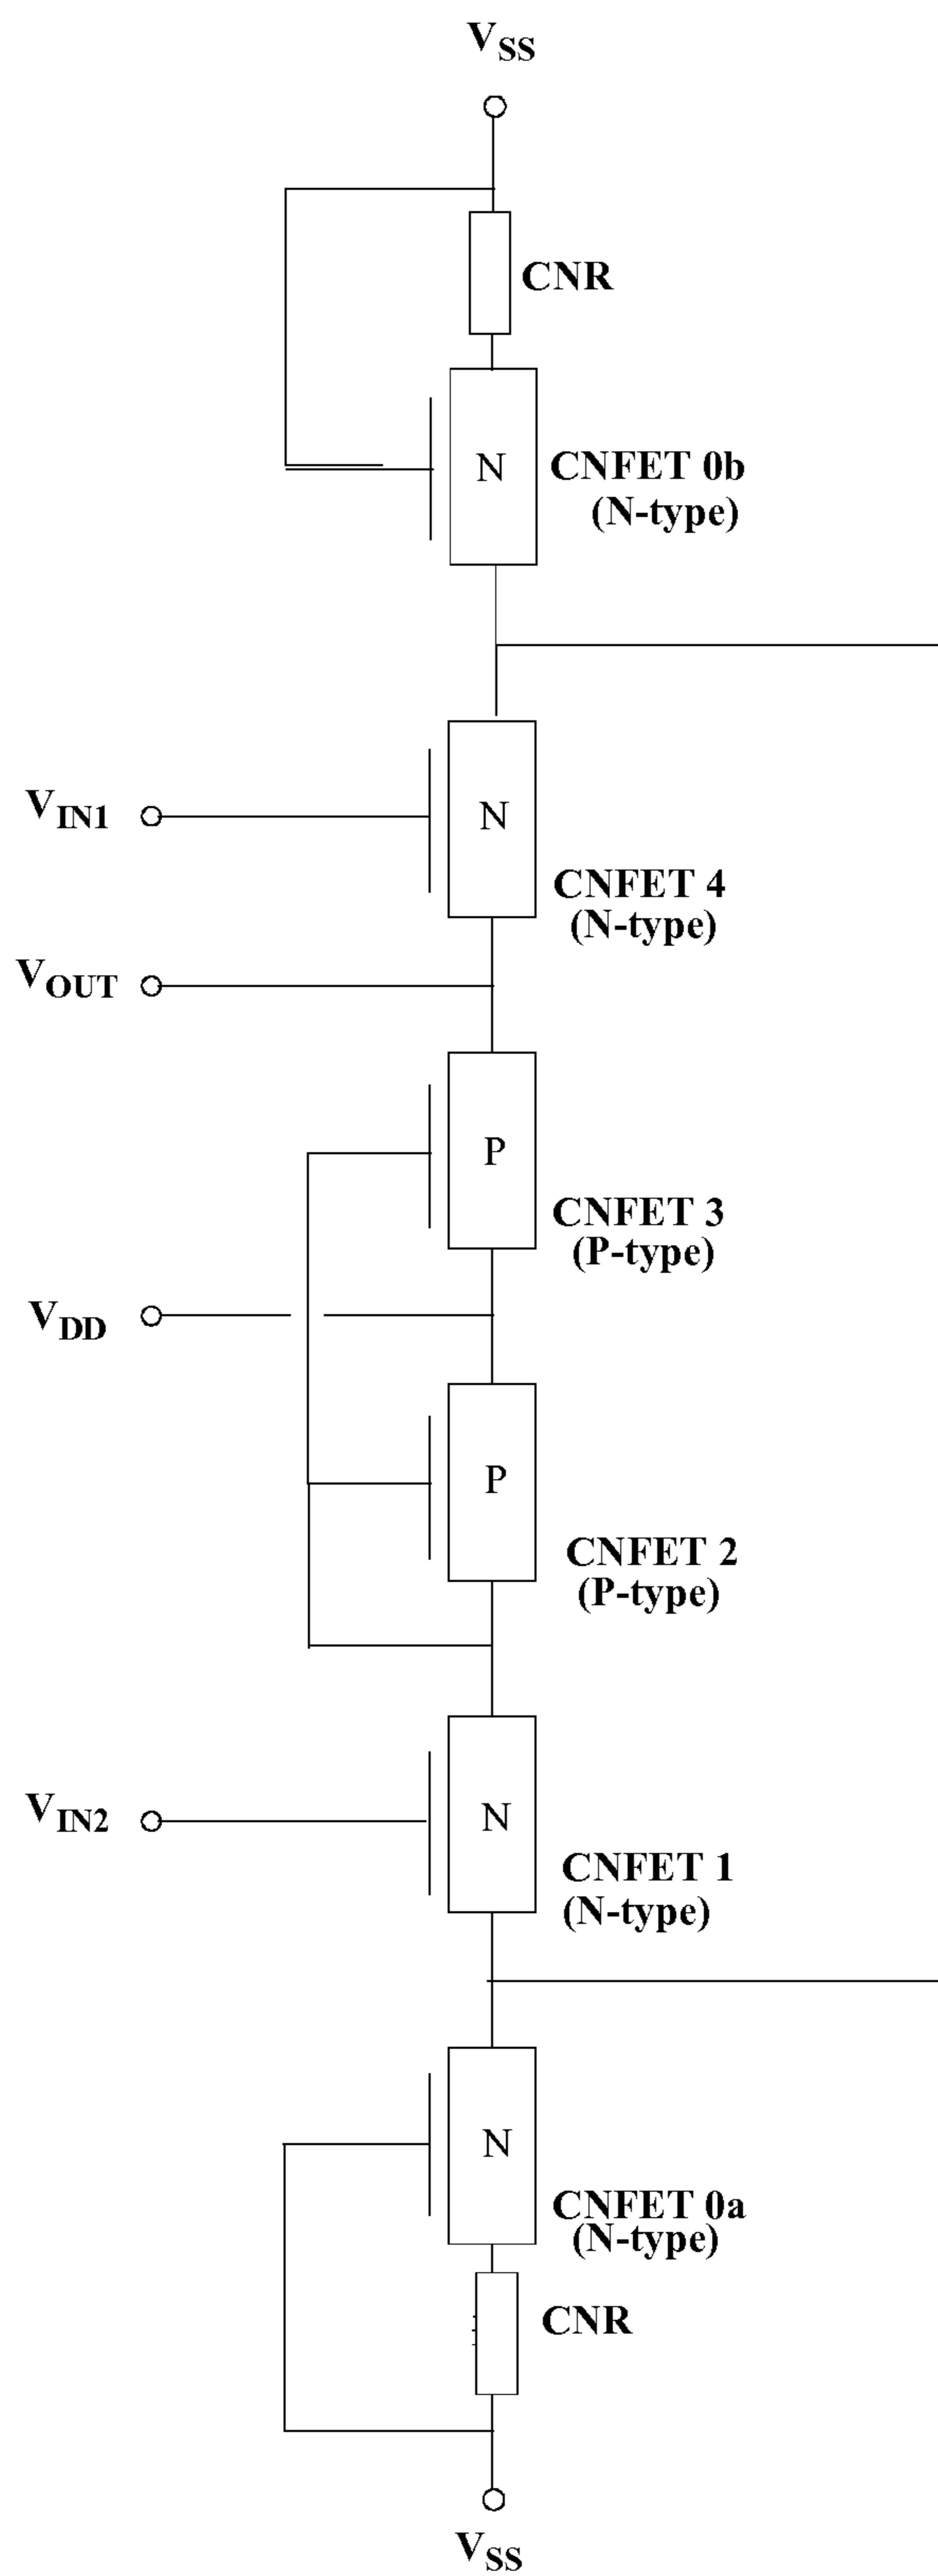 VSS
CNR
N
CNFET 0b
(N-type)
VIN1
N
CNFET 4
(N-type)
VOUT
P
CNFET 3
(P-type)
VDD
P
CNFET 2
(P-type)
VIN2
N
CNFET 1
(N-type)
N
CNFET 0a
(N-type)
CNR
VSS